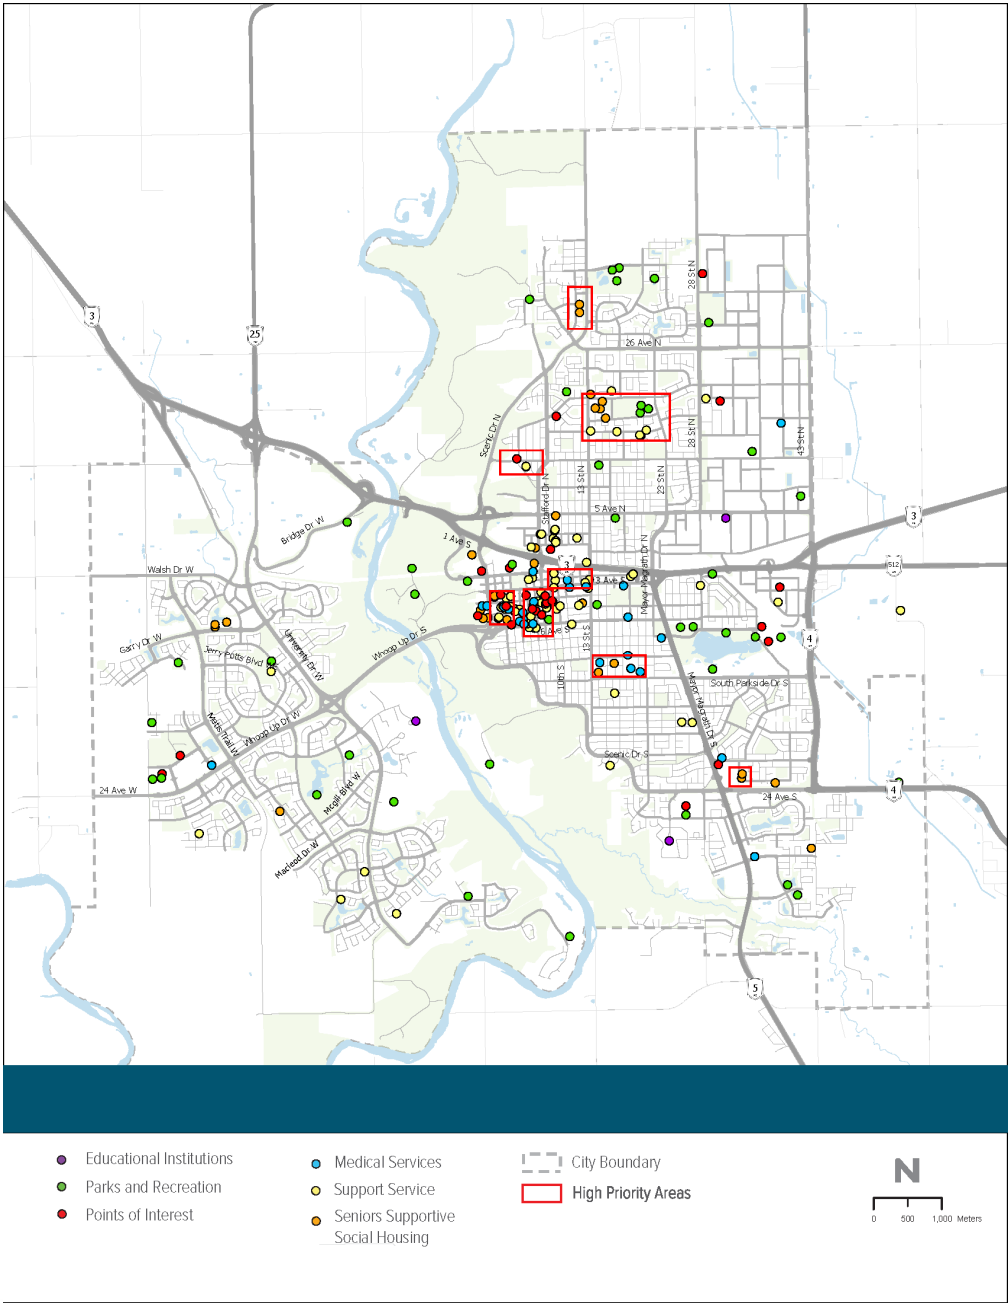 28 St N
3
25
26 Ave N
Scenic Dr N
28 St N
43 St N
13 St N
23 St N
Stafford Dr N
5 Ave N
3
Bridge Dr W
1 Ave S
3
512
Walsh Dr W
3 Ave S
Mayor Magrath Dr N
Garry Dr W
University Dr W
Whoop Up Dr S
6 Ave S
13 St S
4
Jerry Potts Blvd W
10th S
South Parkside Dr S
Mayor Magrath Dr S
Metis Trail W
Whoop Up Dr W
Scenic Dr S
24 Ave W
Mcgill Blvd W
24 Ave S
4
Macleod Dr W
5
Educational Institutions
Parks and Recreation
Points of Interest
Medical Services
Support Service
Seniors Supportive
Social Housing
City Boundary
High Priority Areas
N
0 500 1,000 Meters